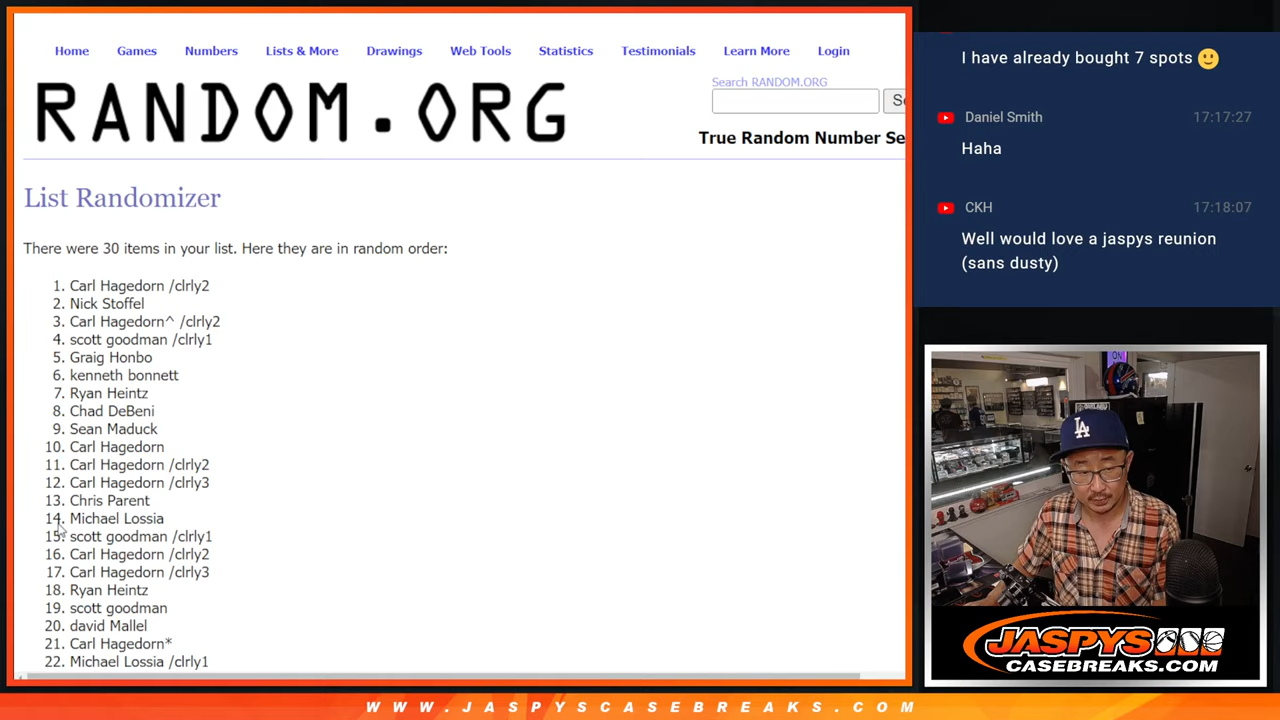 Home Games Numbers Lists & More Drawings Web Tools Statistics Testimonials Learn More Login
Search RANDOM.ORG
RANDOM.ORG
True Random Number Se
List Randomizer
There were 30 items in your list. Here they are in random order:
1. Carl Hagedorn /clrly2
2. Nick Stoffel
3. Carl Hagedorn^ /clrly2
4. scott goodman /clrly1
5. Graig Honbo
6. kenneth bonnett
7. Ryan Heintz
8. Chad DeBeni
9. Sean Maduck
10. Carl Hagedorn
11. Carl Hagedorn /clrly2
12. Carl Hagedorn /clrly3
13. Chris Parent
14. Michael Lossia
15. scott goodman /clrly1
16. Carl Hagedorn /clrly2
17. Carl Hagedorn /clrly3
18. Ryan Heintz
19. scott goodman
20. david Mallel
21. Carl Hagedorn*
22. Michael Lossia /clrly1
I have already bought 7 spots 🙂
Daniel Smith 17:17:27
Haha
CKH 17:18:07
Well would love a jaspys reunion
(sans dusty)
ON
LA
JASPYS
CASEBREAKS.COM
WWW.JASPYSCASEBREAKS.COM